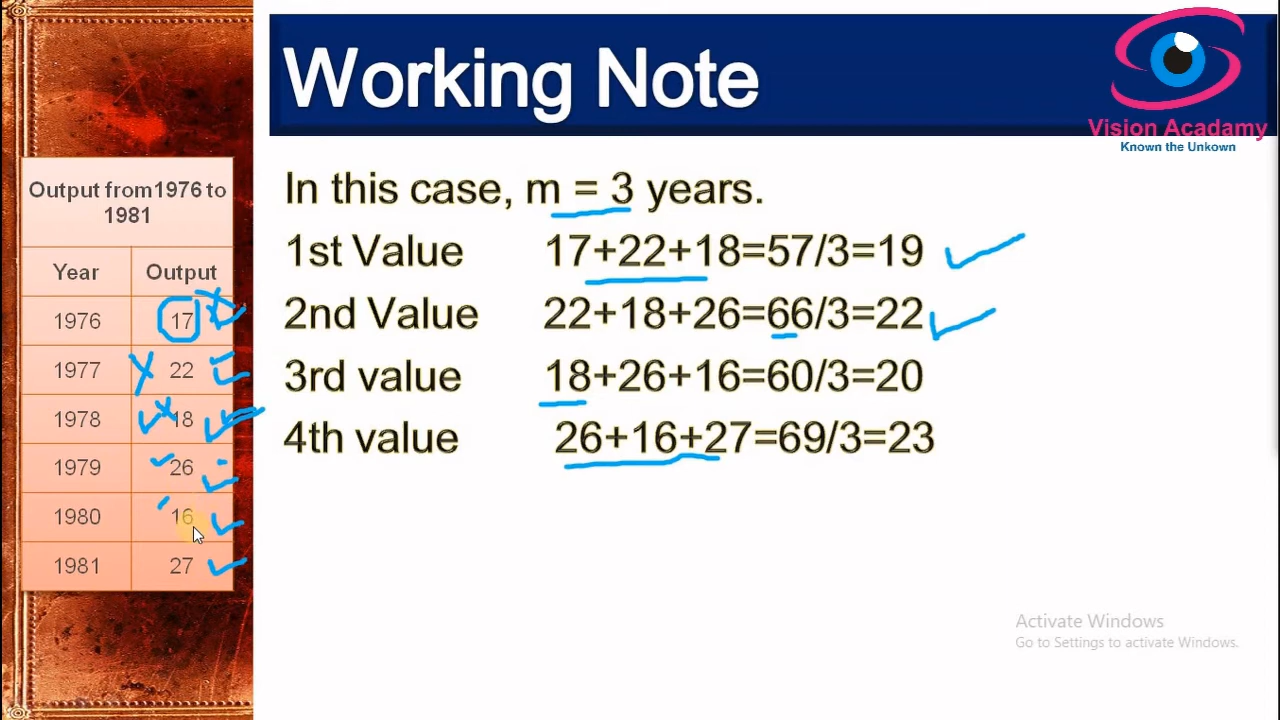 Working Note
Vision Acadamy
Known the Unkown
Output from1976 to
1981
Year Output
1976 17
1977 22
1978 18
1979 26
1980 16
1981 27
In this case, m = 3 years.
1st Value 17+22+18=57/3=19
2nd Value 22+18+26=66/3=22
3rd value 18+26+16=60/3=20
4th value 26+16+27=69/3=23
Activate Windows
Go to Settings to activate Windows.